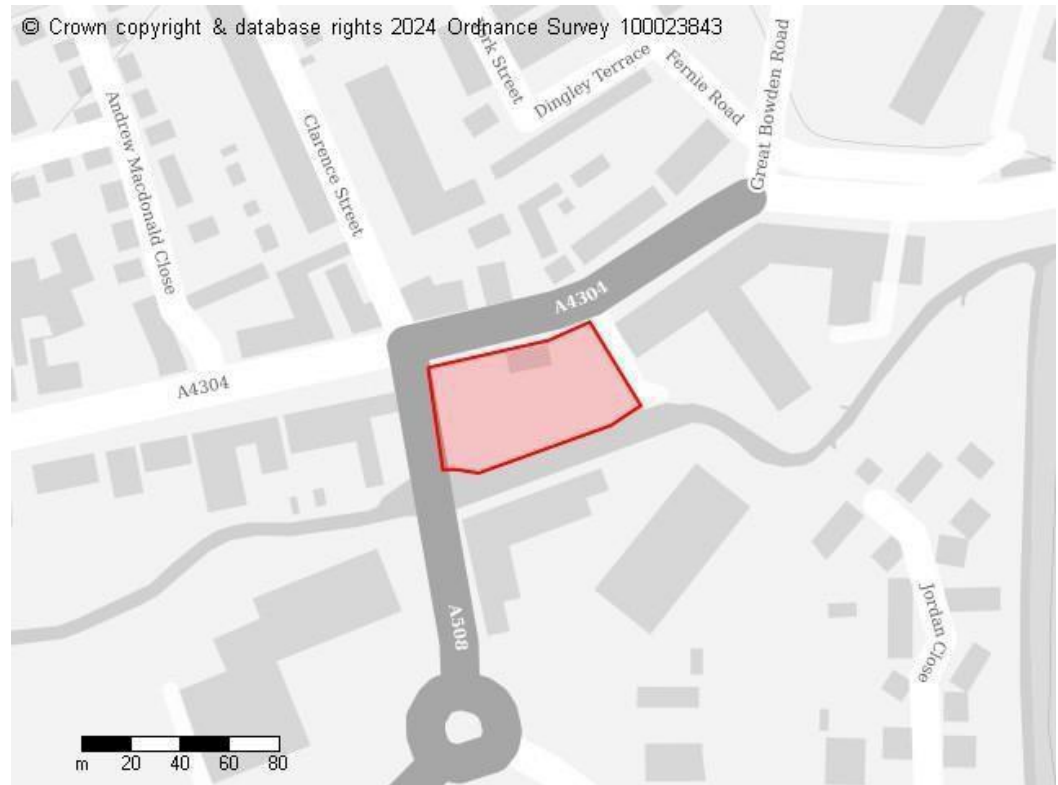 © Crown copyright & database rights 2024 Ordnance Survey 100023843
Dingley Terrace
Fernie Road
Great Bowden Road
Andrew Macdonald Close
Clarence Street
A4304
A4304
A508
Jordan Close
m 20 40 60 80